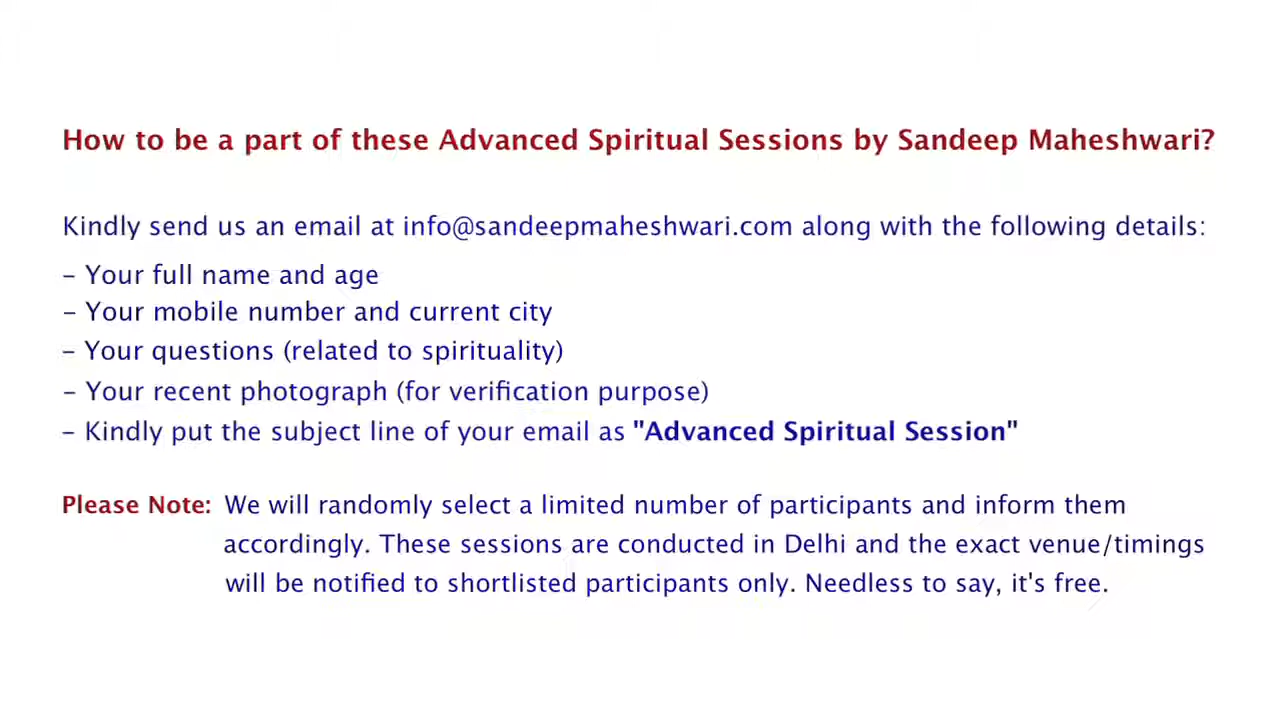 How to be a part of these Advanced Spiritual Sessions by Sandeep Maheshwari?
Kindly send us an email at info@sandeepmaheshwari.com along with the following details:
– Your full name and age
– Your mobile number and current city
– Your questions (related to spirituality)
– Your recent photograph (for verification purpose)
– Kindly put the subject line of your email as "Advanced Spiritual Session"
Please Note: We will randomly select a limited number of participants and inform them
accordingly. These sessions are conducted in Delhi and the exact venue/timings
will be notified to shortlisted participants only. Needless to say, it's free.